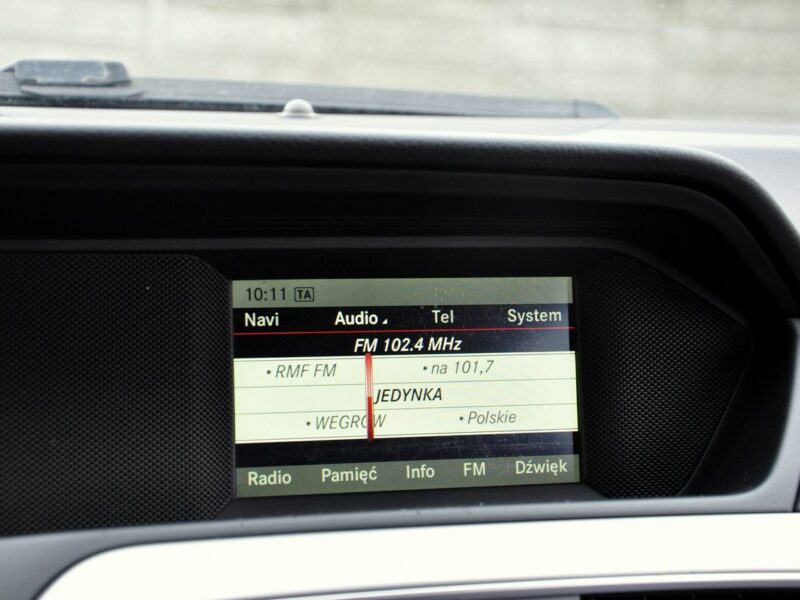 10:11 TA
Navi Audio Tel System
FM 102.4 MHz
• RMF FM • na 101,7
JEDYNKA
• WEGROW • Polskie
Radio Pamięć Info FM Dźwięk